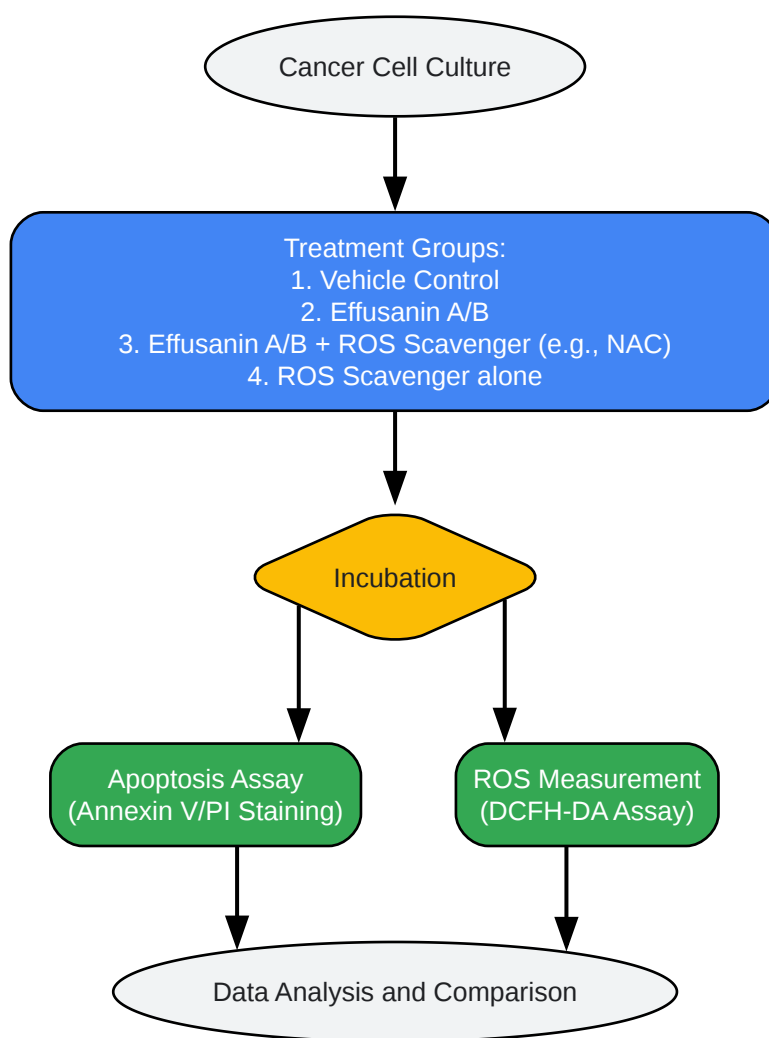 Cancer Cell Culture
Treatment Groups:
1. Vehicle Control
2. Effusanin A/B
3. Effusanin A/B + ROS Scavenger (e.g., NAC)
4. ROS Scavenger alone
Incubation
Apoptosis Assay
(Annexin V/PI Staining)
ROS Measurement
(DCFH-DA Assay)
Data Analysis and Comparison